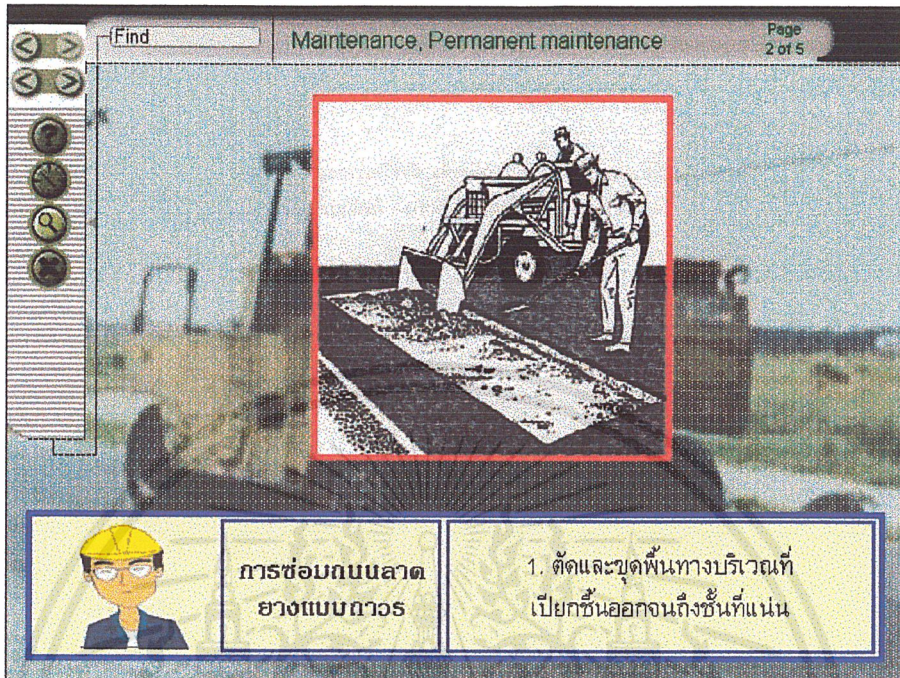 Find
Maintenance, Permanent maintenance
Page
2 of 5
การซ่อมถนนลาด
ยางแบบถาวร
1. ตัดและขุดพื้นทางบริเวณที่
เปียกชื้นออกจนถึงชั้นที่แน่น